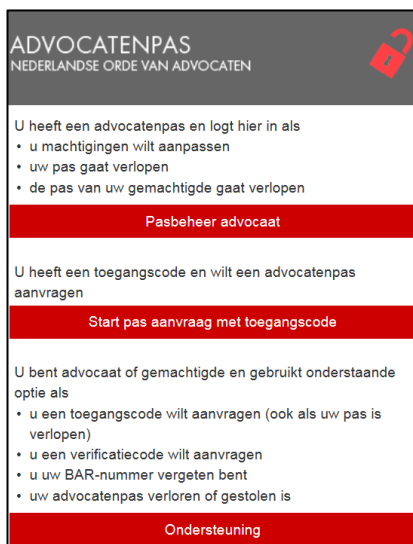 ADVOCATENPAS
NEDERLANDSE ORDE VAN ADVOCATEN
U heeft een advocatenpas en logt hier in als
• u machtigingen wilt aanpassen
• uw pas gaat verlopen
• de pas van uw gemachtigde gaat verlopen
Pasbeheer advocaat
U heeft een toegangscode en wilt een advocatenpas
aanvragen
Start pas aanvraag met toegangscode
U bent advocaat of gemachtigde en gebruikt onderstaande
optie als
• u een toegangscode wilt aanvragen (ook als uw pas is
verlopen)
• u een verificatiecode wilt aanvragen
• u uw BAR-nummer vergeten bent
• uw advocatenpas verloren of gestolen is
Ondersteuning